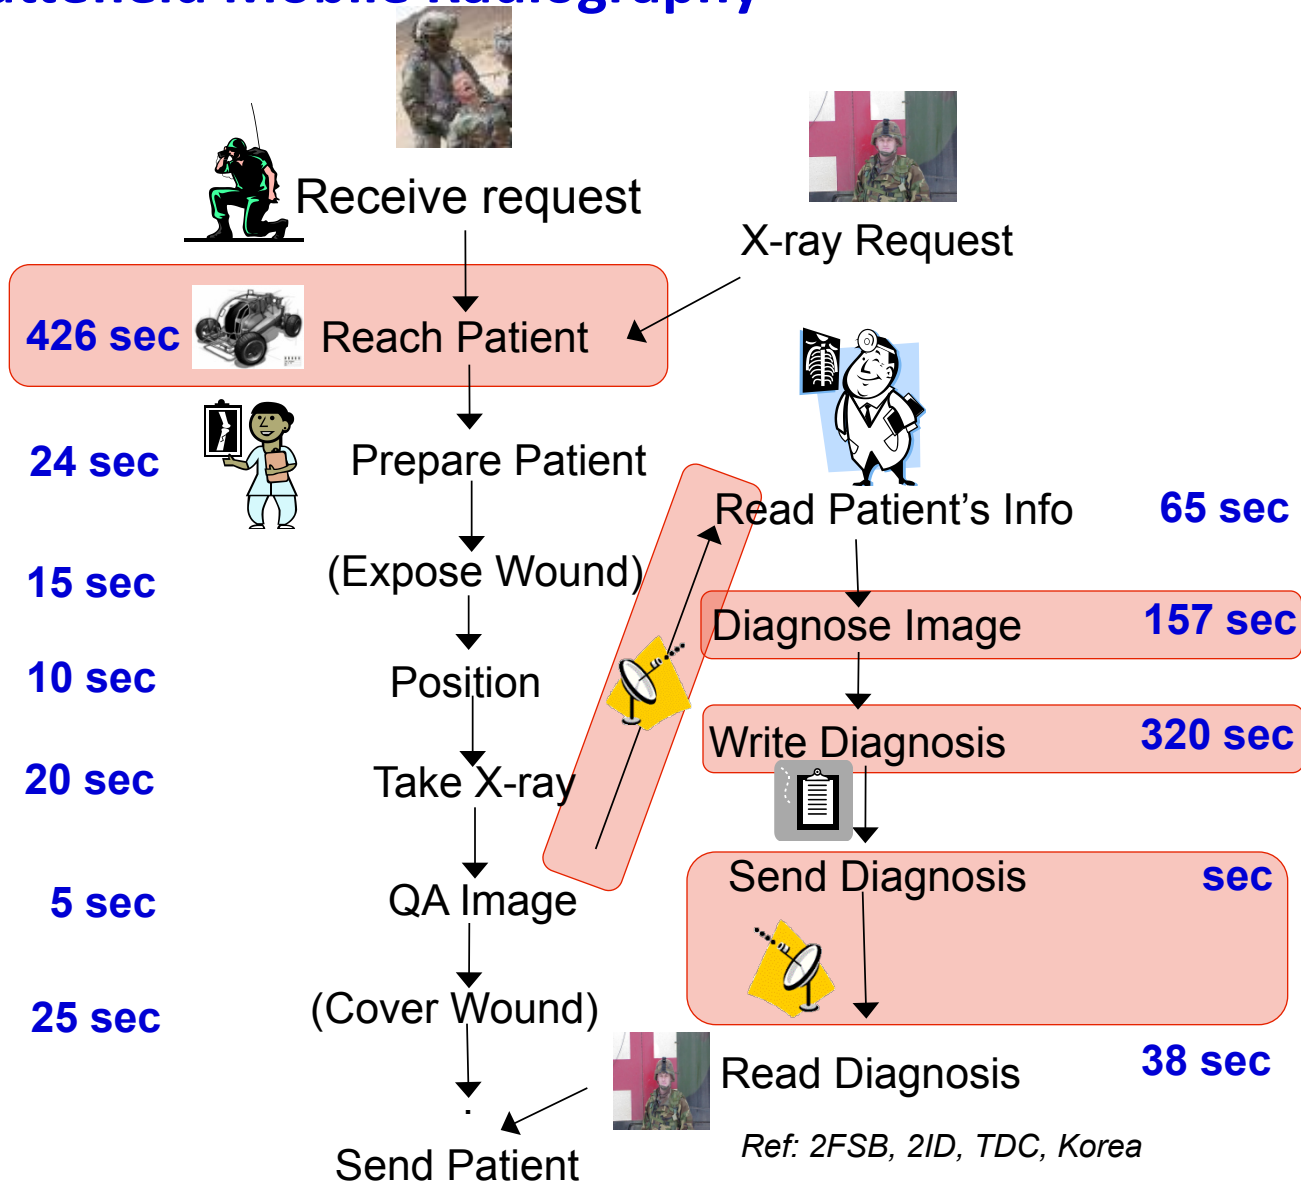 Mobile Radiography
Receive request
X-ray Request
426 sec
Reach Patient
24 sec
Prepare Patient
15 sec
(Expose Wound)
10 sec
Position
20 sec
Take X-ray
5 sec
QA Image
25 sec
(Cover Wound)
.
Send Patient
Read Patient's Info
65 sec
Diagnose Image
157 sec
Write Diagnosis
320 sec
Send Diagnosis
sec
Read Diagnosis
38 sec
Ref: 2FSB, 2ID, TDC, Korea